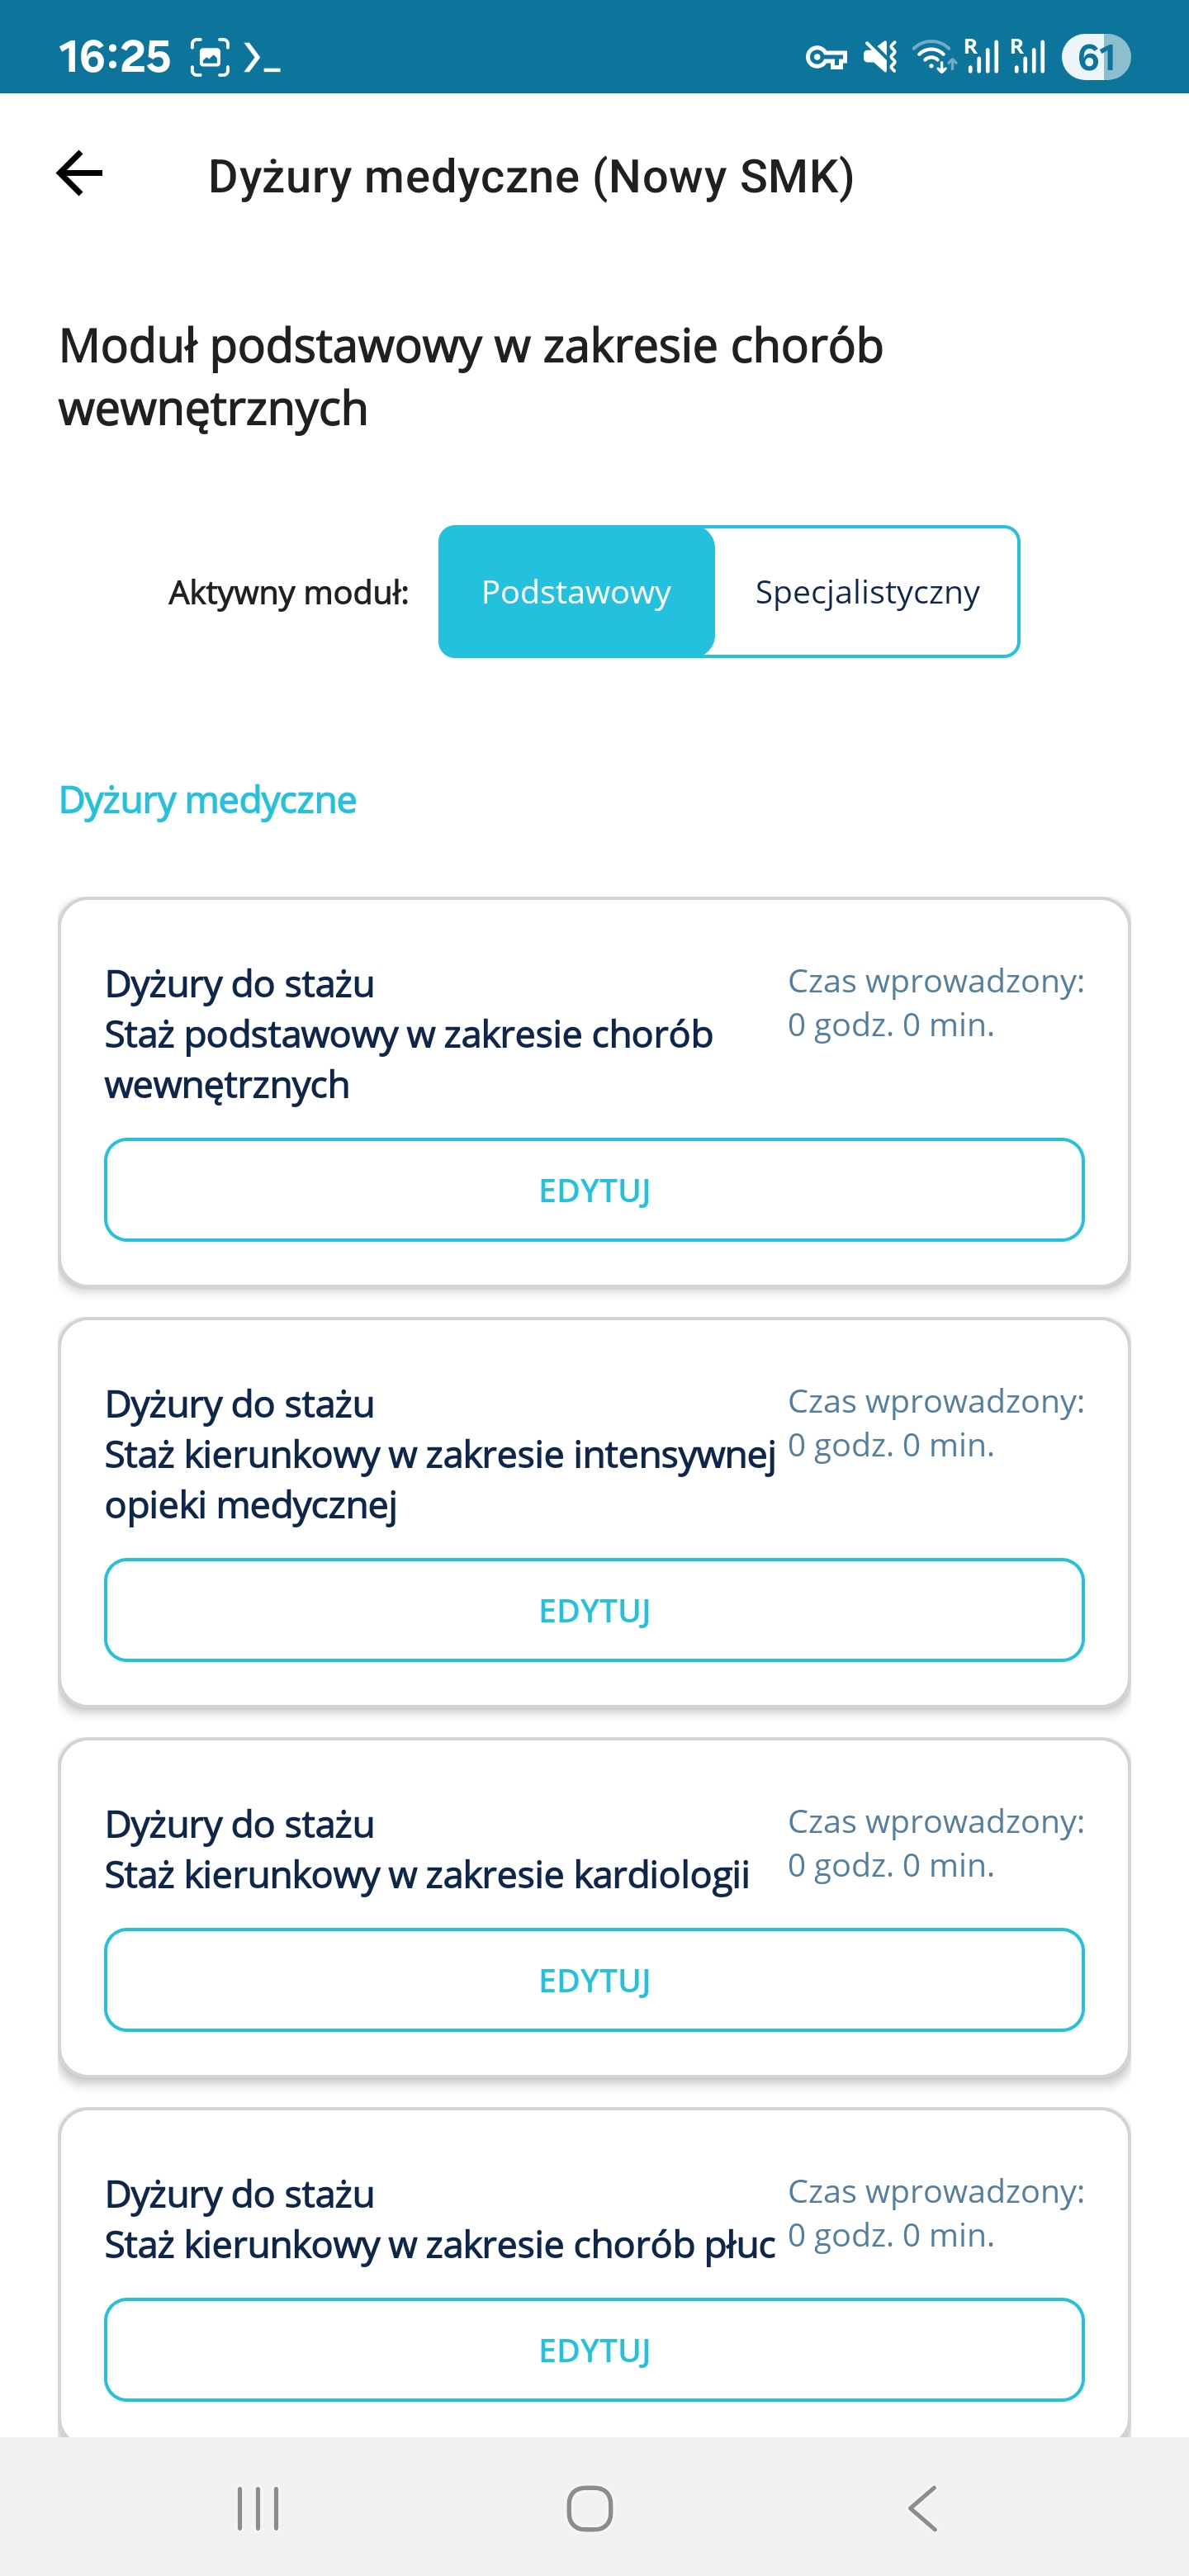 16:25
R R 61
Dyżury medyczne (Nowy SMK)
Moduł podstawowy w zakresie chorób
wewnętrznych
Aktywny moduł:
Podstawowy
Specjalistyczny
Dyżury medyczne
Dyżury do stażu
Staż podstawowy w zakresie chorób
wewnętrznych
Czas wprowadzony:
0 godz. 0 min.
EDYTUJ
Dyżury do stażu
Staż kierunkowy w zakresie intensywnej
opieki medycznej
Czas wprowadzony:
0 godz. 0 min.
EDYTUJ
Dyżury do stażu
Staż kierunkowy w zakresie kardiologii
Czas wprowadzony:
0 godz. 0 min.
EDYTUJ
Dyżury do stażu
Staż kierunkowy w zakresie chorób płuc
Czas wprowadzony:
0 godz. 0 min.
EDYTUJ